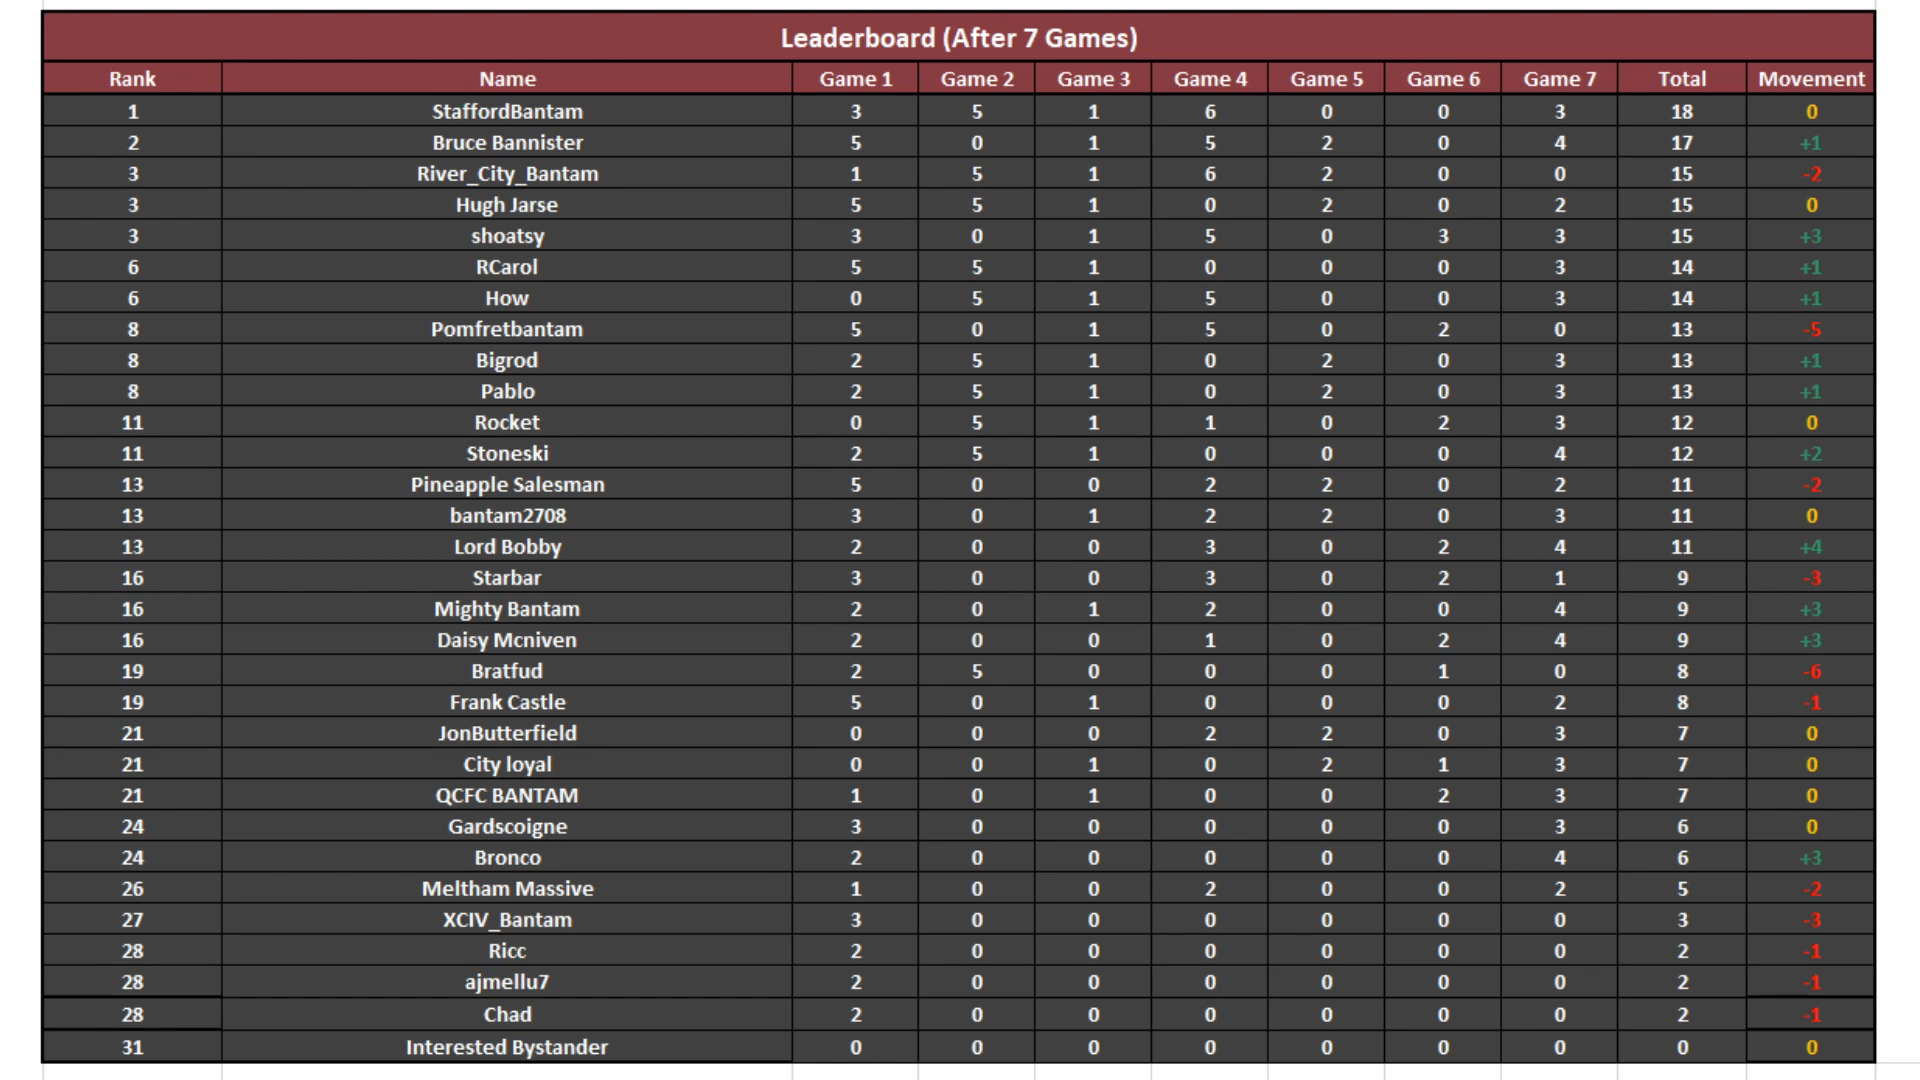 Leaderboard (After 7 Games)
Rank Name Game 1 Game 2 Game 3 Game 4 Game 5 Game 6 Game 7 Total Movement
1 StaffordBantam 3 5 1 6 0 0 3 18 0
2 Bruce Bannister 5 0 1 5 2 0 4 17 +1
3 River_City_Bantam 1 5 1 6 2 0 0 15 -2
3 Hugh Jarse 5 5 1 0 2 0 2 15 0
3 shoatsy 3 0 1 5 0 3 3 15 +3
6 RCarol 5 5 1 0 0 0 3 14 +1
6 How 0 5 1 5 0 0 3 14 +1
8 Pomfretbantam 5 0 1 5 0 2 0 13 -5
8 Bigrod 2 5 1 0 2 0 3 13 +1
8 Pablo 2 5 1 0 2 0 3 13 +1
11 Rocket 0 5 1 1 0 2 3 12 0
11 Stoneski 2 5 1 0 0 0 4 12 +2
13 Pineapple Salesman 5 0 0 2 2 0 2 11 -2
13 bantam2708 3 0 1 2 2 0 3 11 0
13 Lord Bobby 2 0 0 3 0 2 4 11 +4
16 Starbar 3 0 0 3 0 2 1 9 -3
16 Mighty Bantam 2 0 1 2 0 0 4 9 +3
16 Daisy Mcniven 2 0 0 1 0 2 4 9 +3
19 Bratfud 2 5 0 0 0 1 0 8 -6
19 Frank Castle 5 0 1 0 0 0 2 8 -1
21 JonButterfield 0 0 0 2 2 0 3 7 0
21 City loyal 0 0 1 0 2 1 3 7 0
21 QCFC BANTAM 1 0 1 0 0 2 3 7 0
24 Gardscoigne 3 0 0 0 0 0 3 6 0
24 Bronco 2 0 0 0 0 0 4 6 +3
26 Meltham Massive 1 0 0 2 0 0 2 5 -2
27 XCIV_Bantam 3 0 0 0 0 0 0 3 -3
28 Ricc 2 0 0 0 0 0 0 2 -1
28 ajmellu7 2 0 0 0 0 0 0 2 -1
28 Chad 2 0 0 0 0 0 0 2 -1
31 Interested Bystander 0 0 0 0 0 0 0 0 0